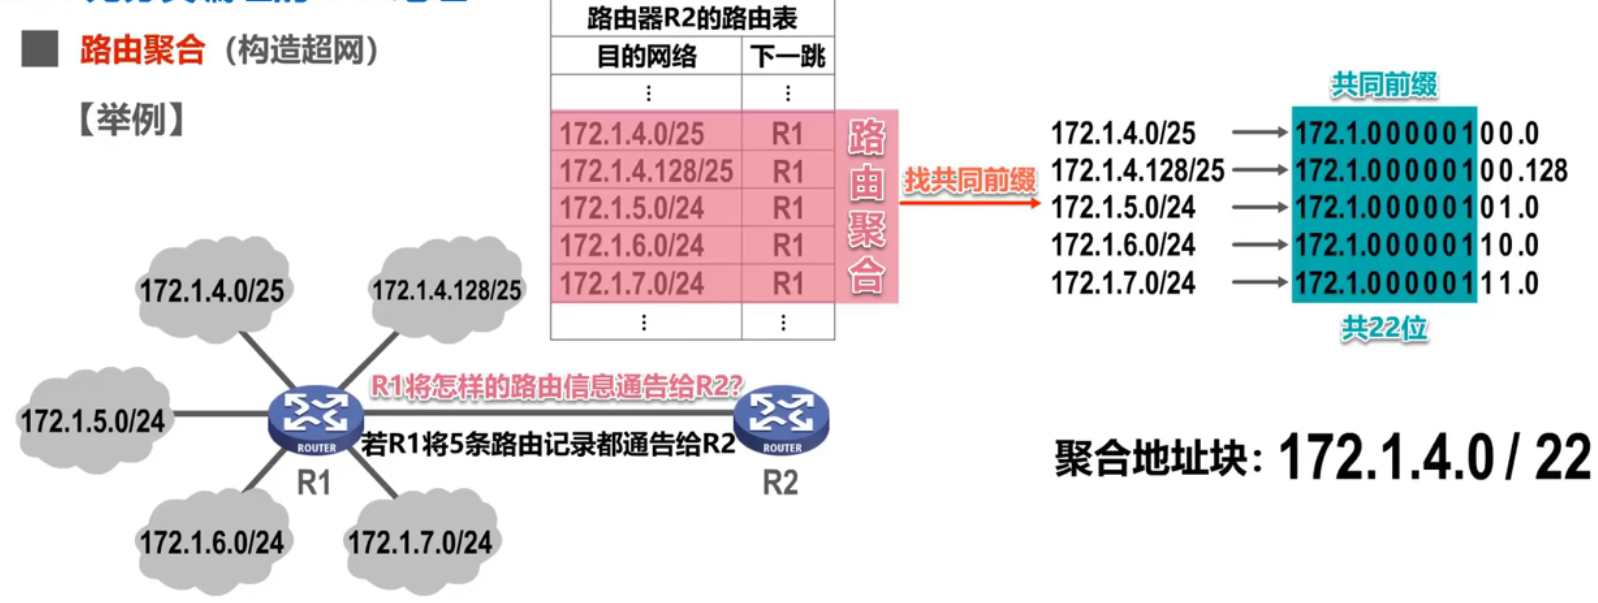 路由聚合（构造超网）
【举例】
路由器R2的路由表
目的网络 下一跳
⋮ ⋮
172.1.4.0/25 R1
172.1.4.128/25 R1
172.1.5.0/24 R1
172.1.6.0/24 R1
172.1.7.0/24 R1
⋮ ⋮
路由聚合
找共同前缀
共同前缀
172.1.4.0/25 172.1.00000100.0
172.1.4.128/25 172.1.00000100.128
172.1.5.0/24 172.1.00000101.0
172.1.6.0/24 172.1.00000110.0
172.1.7.0/24 172.1.00000111.0
共22位
聚合地址块：172.1.4.0 / 22
172.1.4.0/25
172.1.4.128/25
172.1.5.0/24
172.1.6.0/24
172.1.7.0/24
ROUTER
R1
R1将怎样的路由信息通告给R2?
若R1将5条路由记录都通告给R2
ROUTER
R2